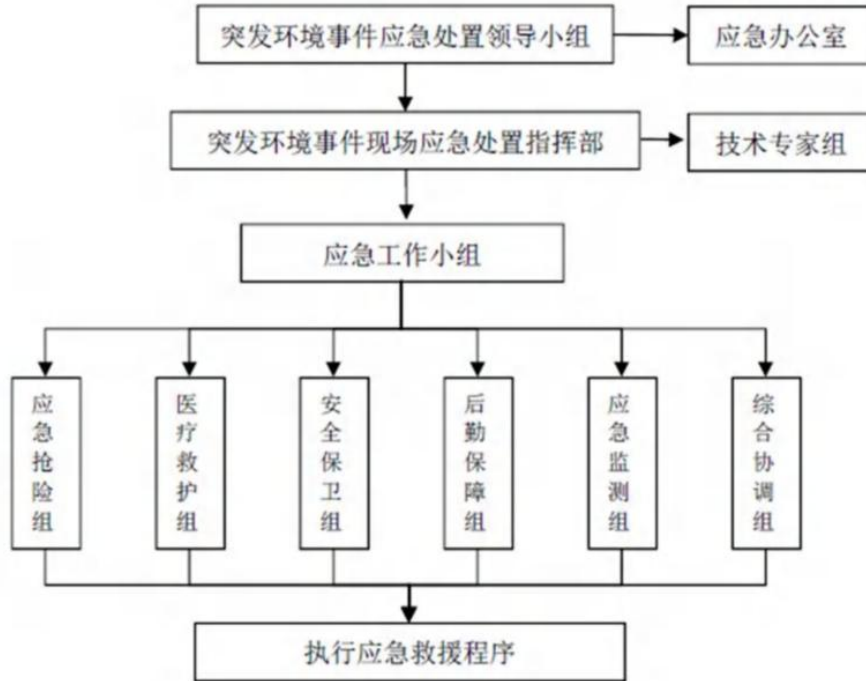 突发环境事件应急处置领导小组
应急办公室
突发环境事件现场应急处置指挥部
技术专家组
应急工作小组
应急抢险组
医疗救护组
安全保卫组
后勤保障组
应急监测组
综合协调组
执行应急救援程序